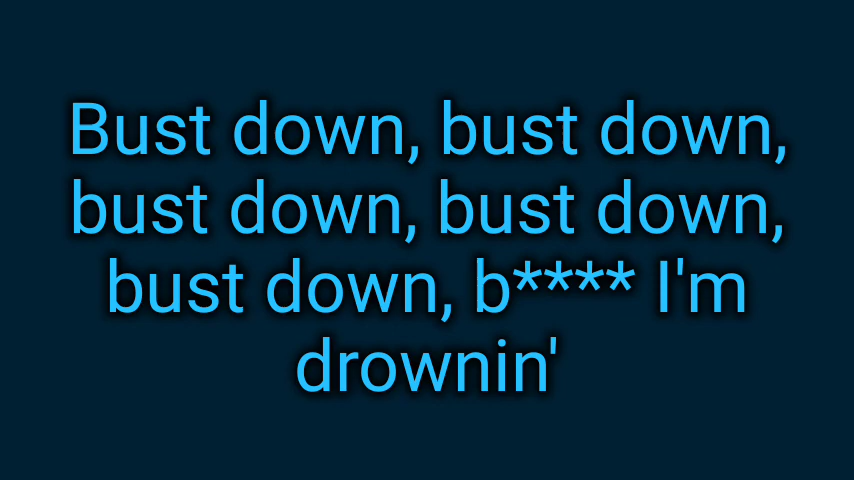 Bust down, bust down,
bust down, bust down,
bust down, b**** I'm
drownin'